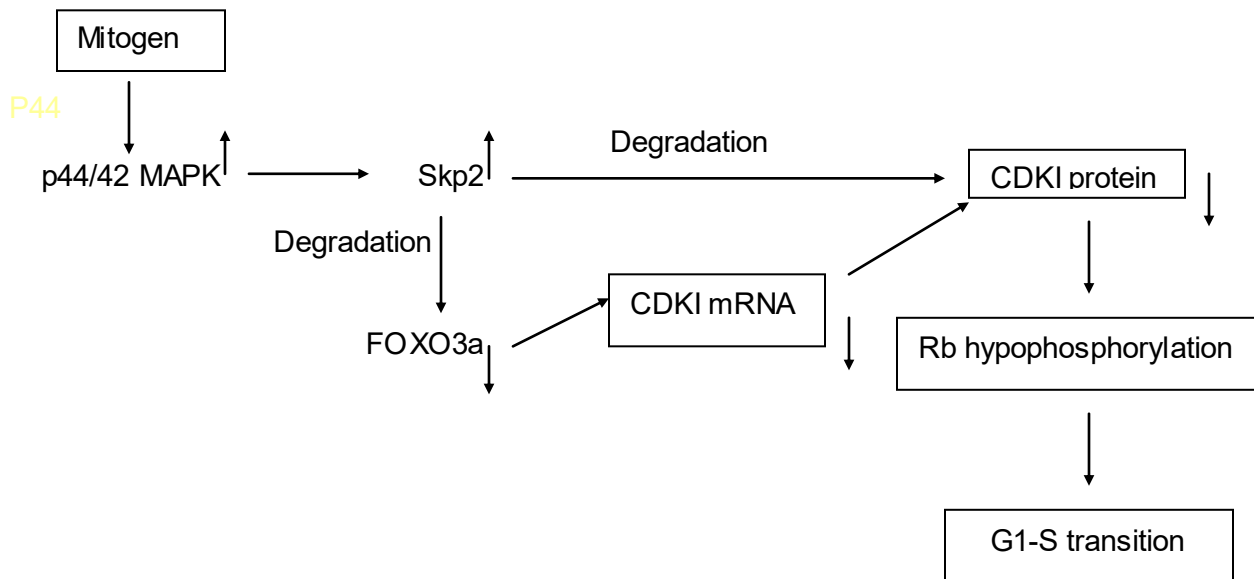 Mitogen
P44
p44/42 MAPK
Skp2
Degradation
CDKI protein
Degradation
CDKI mRNA
FOXO3a
Rb hypophosphorylation
G1-S transition